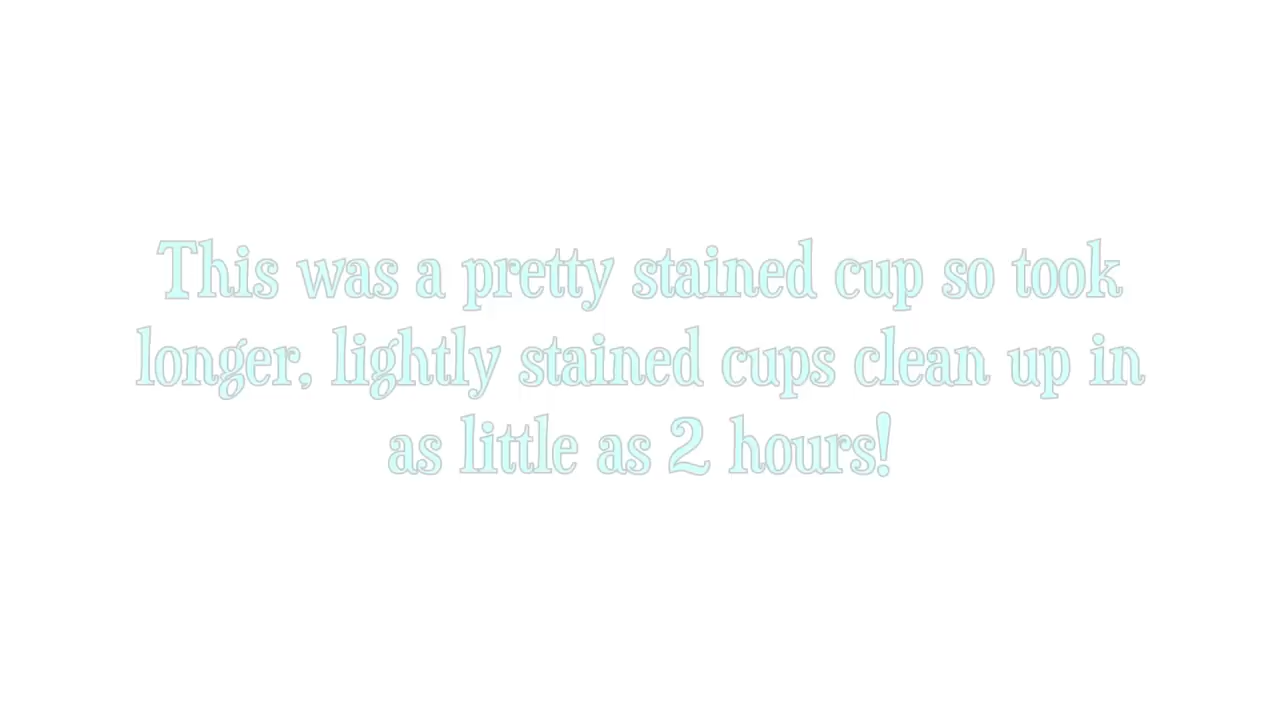 This was a pretty stained cup so took
longer, lightly stained cups clean up in
as little as 2 hours!